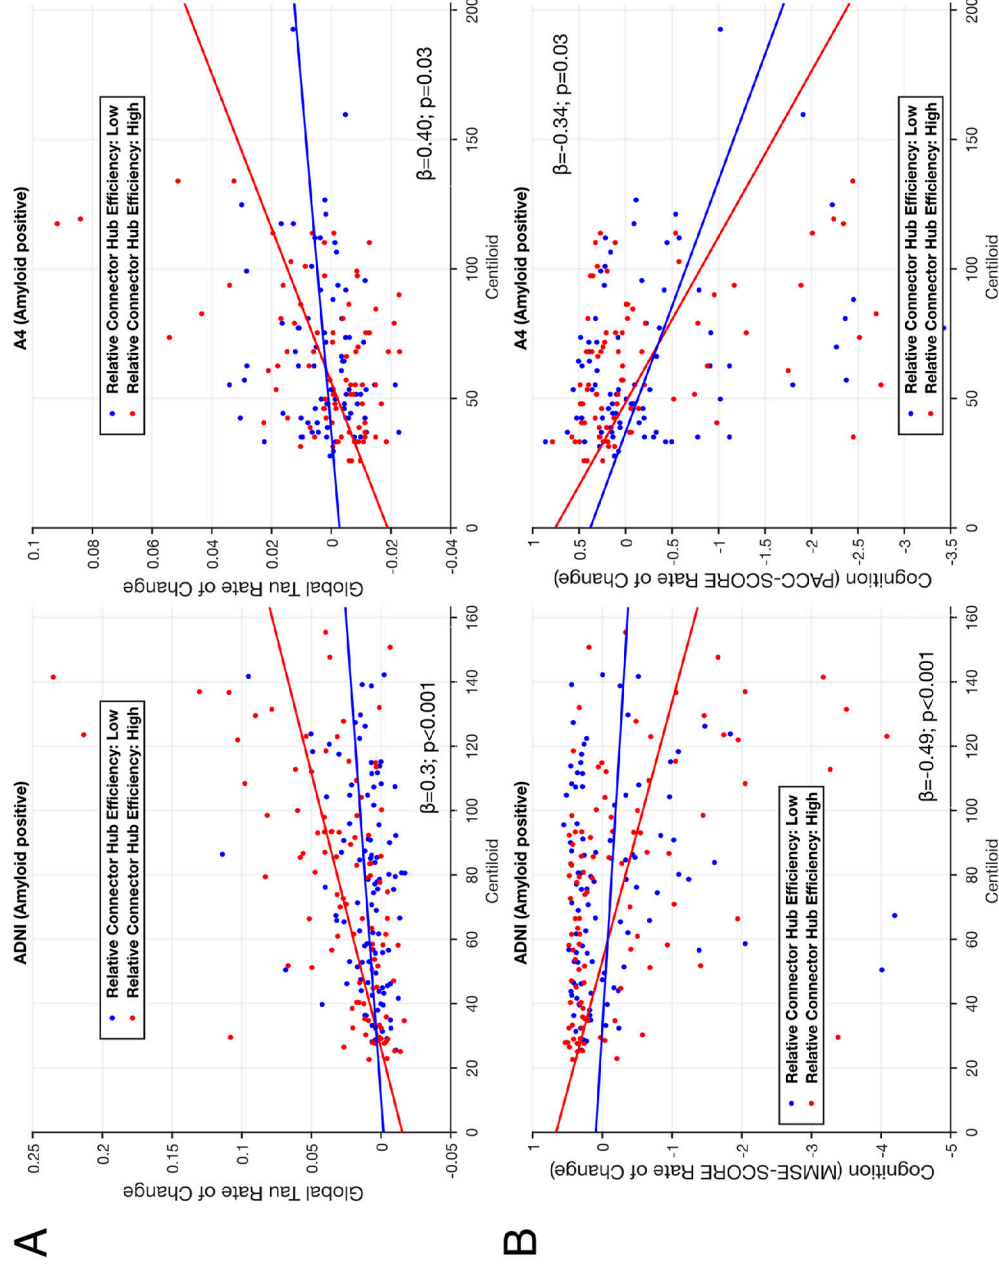 A
ADNI (Amyloid positive)
Global Tau Rate of Change
0.25
0.2
0.15
0.1
0.05
0
-0.05
Relative Connector Hub Efficiency: Low
Relative Connector Hub Efficiency: High
β=0.3; p<0.001
0 20 40 60 80 100 120 140 160
Centiloid
A4 (Amyloid positive)
Global Tau Rate of Change
0.1
0.08
0.06
0.04
0.02
0
-0.02
-0.04
Relative Connector Hub Efficiency: Low
Relative Connector Hub Efficiency: High
β=0.40; p=0.03
0 50 100 150 200
Centiloid
B
ADNI (Amyloid positive)
Cognition (MMSE-SCORE Rate of Change)
1
0
-1
-2
-3
-4
-5
Relative Connector Hub Efficiency: Low
Relative Connector Hub Efficiency: High
β=-0.49; p<0.001
0 20 40 60 80 100 120 140 160
Centiloid
A4 (Amyloid positive)
Cognition (PACC-SCORE Rate of Change)
1
0.5
0
-0.5
-1
-1.5
-2
-2.5
-3
-3.5
β=-0.34; p=0.03
Relative Connector Hub Efficiency: Low
Relative Connector Hub Efficiency: High
0 50 100 150 200
Centiloid